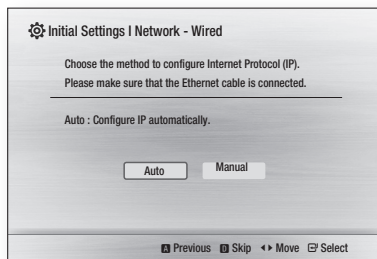 Initial Settings I Network - Wired
Choose the method to configure Internet Protocol (IP).
Please make sure that the Ethernet cable is connected.
Auto : Configure IP automatically.
Auto Manual
A Previous D Skip Move Select